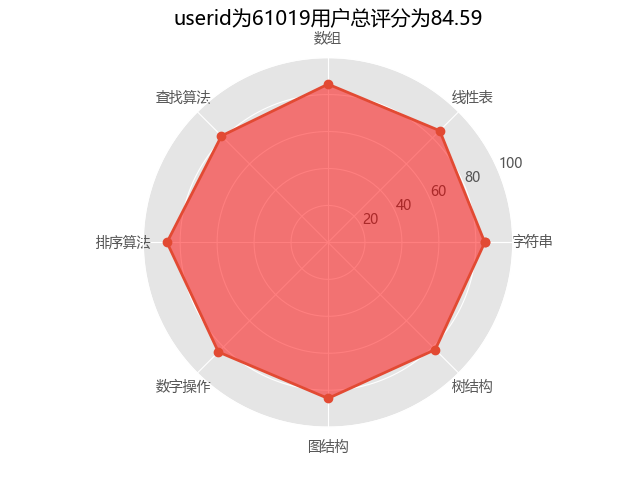 userid为61019用户总评分为84.59
数组
查找算法
线性表
100
80
60
40
20
排序算法
字符串
数字操作
树结构
图结构